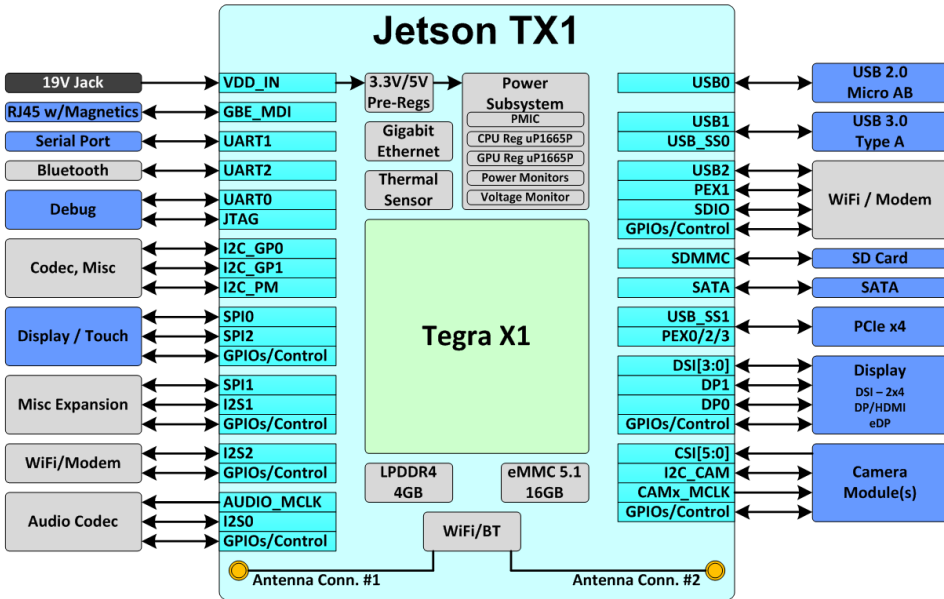 Jetson TX1
19V Jack
VDD_IN
3.3V/5V
Pre-Regs
Power
Subsystem
PMIC
CPU Reg uP1665P
GPU Reg uP1665P
Power Monitors
Voltage Monitor
USB0
USB 2.0
Micro AB
RJ45 w/Magnetics
GBE_MDI
Gigabit
Ethernet
USB1
USB_SS0
USB 3.0
Type A
Serial Port
UART1
Bluetooth
UART2
Thermal
Sensor
USB2
PEX1
SDIO
GPIOs/Control
WiFi / Modem
Debug
UART0
JTAG
Codec, Misc
I2C_GP0
I2C_GP1
I2C_PM
SDMMC
SD Card
SATA
SATA
Display / Touch
SPI0
SPI2
GPIOs/Control
Tegra X1
USB_SS1
PEX0/2/3
PCIe x4
Misc Expansion
SPI1
I2S1
GPIOs/Control
DSI[3:0]
DP1
DP0
GPIOs/Control
Display
DSI – 2x4
DP/HDMI
eDP
WiFi/Modem
I2S2
GPIOs/Control
LPDDR4
4GB
eMMC 5.1
16GB
CSI[5:0]
I2C_CAM
CAMx_MCLK
GPIOs/Control
Camera
Module(s)
Audio Codec
AUDIO_MCLK
I2S0
GPIOs/Control
WiFi/BT
Antenna Conn. #1
Antenna Conn. #2